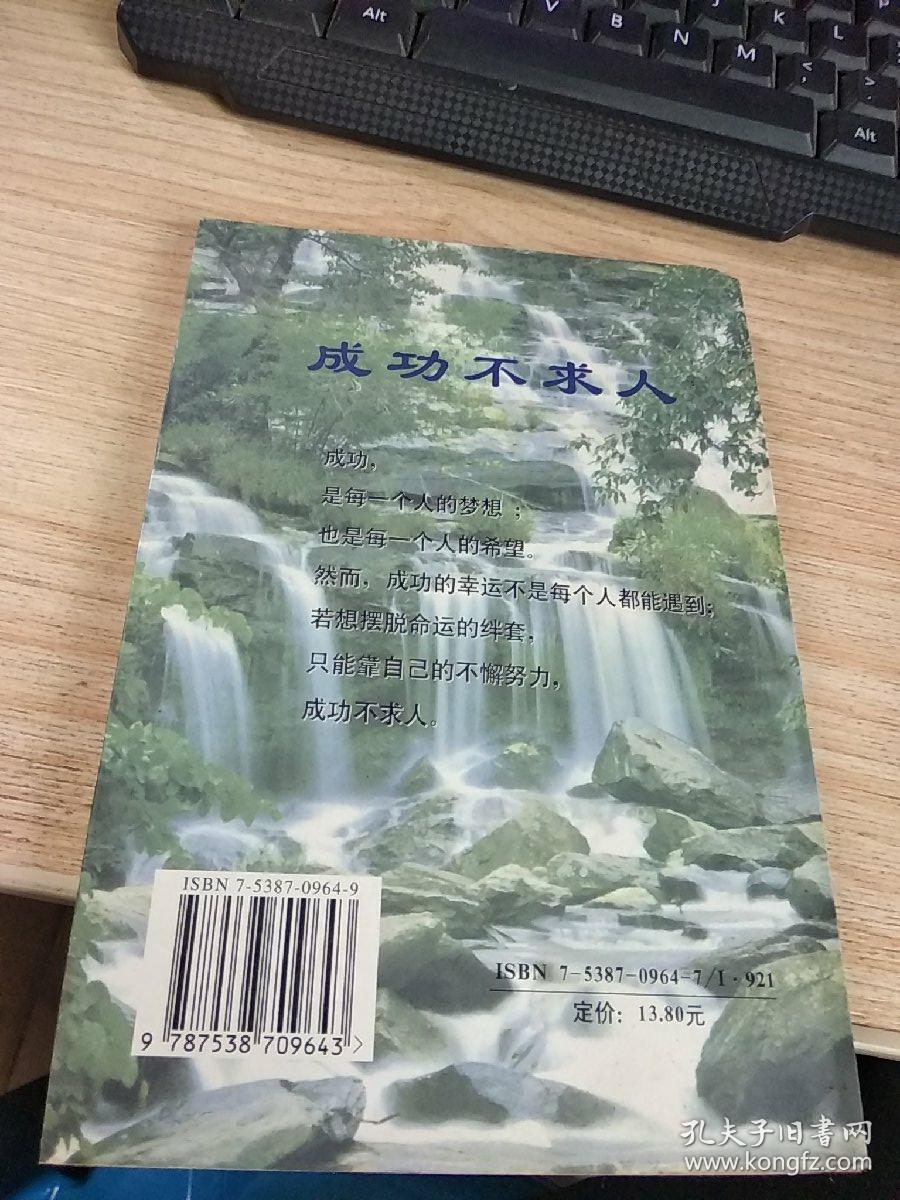 Alt
V
B
N
M
J
K
L
Alt
成功不求人
成功，
是每一个人的梦想；
也是每一个人的希望。
然而，成功的幸运不是每个人都能遇到；
若想摆脱命运的绊套，
只能靠自己的不懈努力，
成功不求人。
ISBN 7-5387-0964-9
9 787538 709643 >
ISBN 7-5387-0964-7/I·921
定价：13.80元
孔夫子旧書网
www.kongfz.com